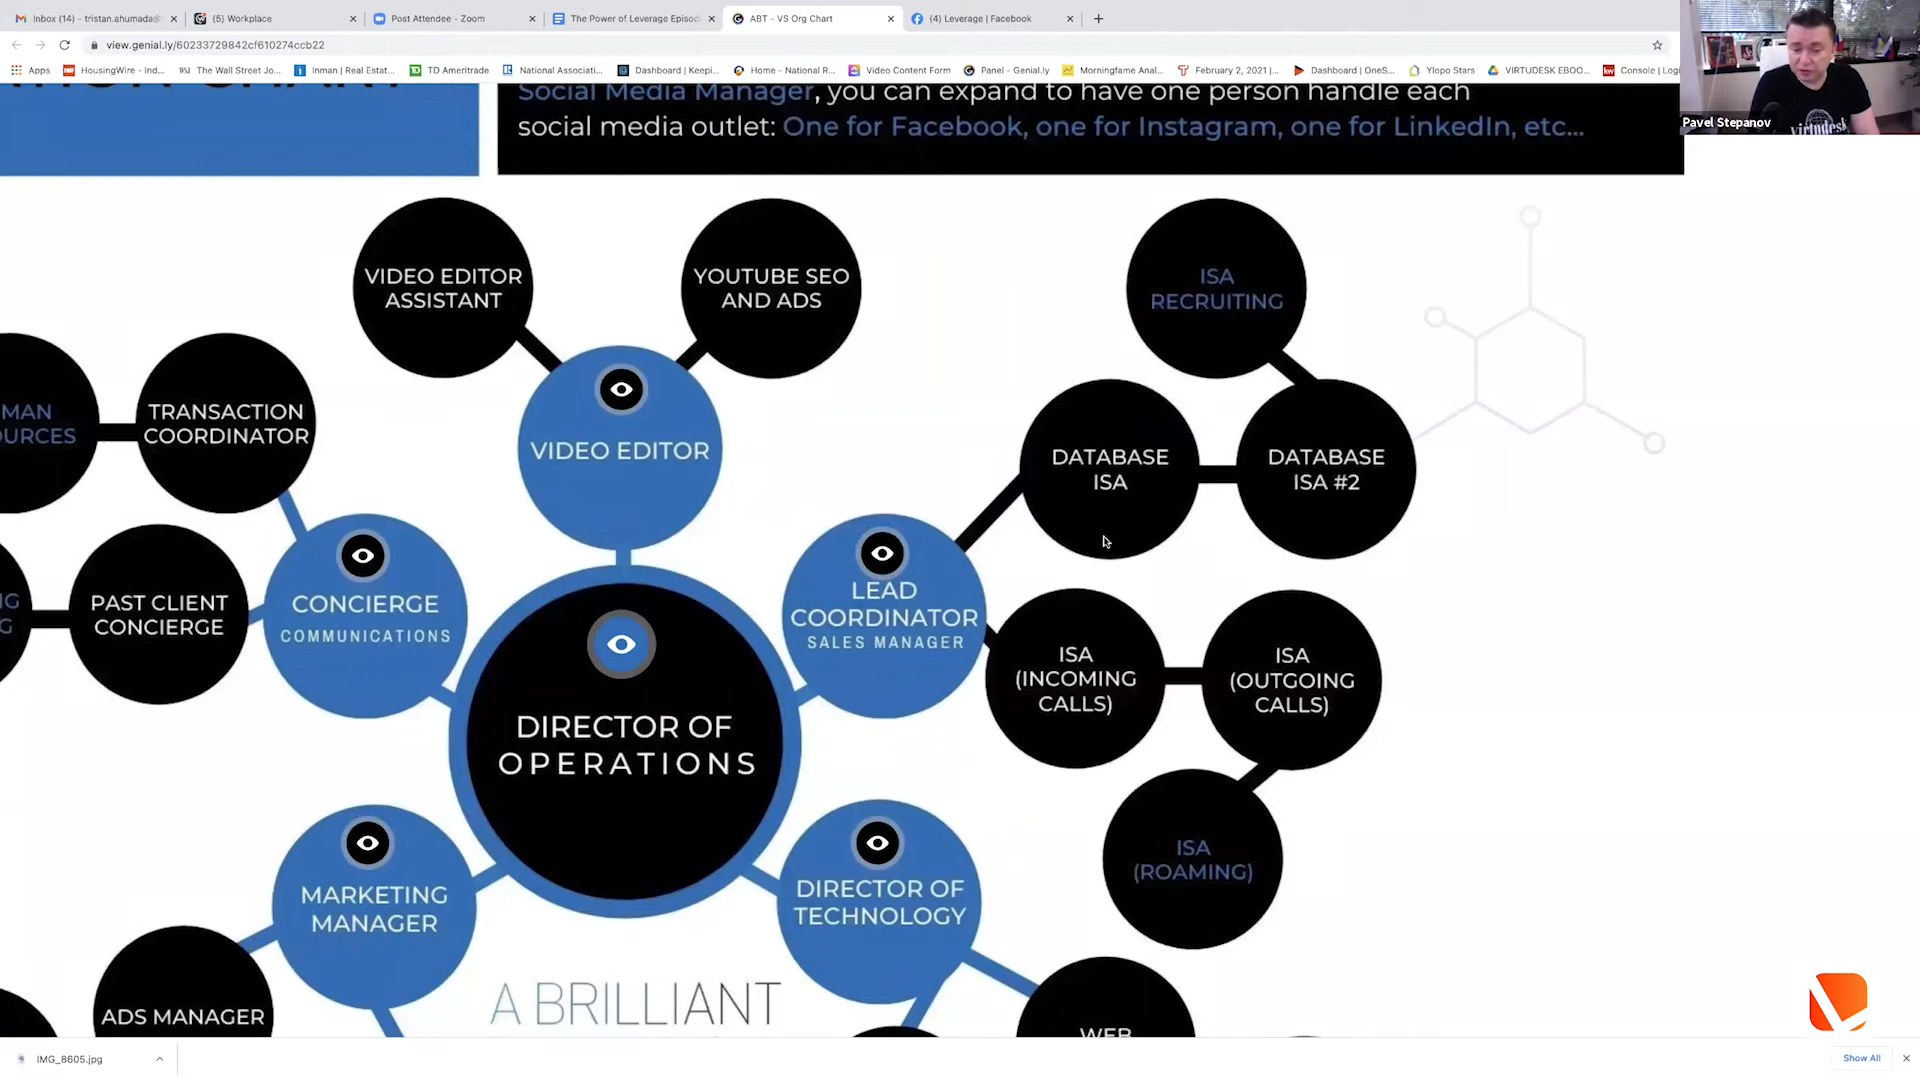 Inbox (14) - tristan.ahumada@
(5) Workplace
Post Attendee - Zoom
The Power of Leverage Episod
ABT - VS Org Chart
(4) Leverage | Facebook
view.genial.ly/60233729842cf610274ccb22
Apps
HousingWire - Ind...
The Wall Street Jo...
Inman | Real Estat...
TD Ameritrade
National Associati...
Dashboard | Keepi...
Home - National R...
Video Content Form
Panel - Genial.ly
Morningfame Anal...
February 2, 2021 |...
Dashboard | OneS...
Ylopo Stars
VIRTUDESK EBOO...
Console | Logi
Pavel Stepanov
virtudesk
Social Media Manager, you can expand to have one person handle each
social media outlet: One for Facebook, one for Instagram, one for LinkedIn, etc...
VIDEO EDITOR
ASSISTANT
YOUTUBE SEO
AND ADS
ISA
RECRUITING
MAN
OURCES
TRANSACTION
COORDINATOR
VIDEO EDITOR
DATABASE
ISA
DATABASE
ISA #2
NG
G
PAST CLIENT
CONCIERGE
CONCIERGE
COMMUNICATIONS
LEAD
COORDINATOR
SALES MANAGER
ISA
(INCOMING
CALLS)
ISA
(OUTGOING
CALLS)
DIRECTOR OF
OPERATIONS
ISA
(ROAMING)
MARKETING
MANAGER
DIRECTOR OF
TECHNOLOGY
ADS MANAGER
A BRILLIANT
WEB
IMG_8605.jpg
Show All